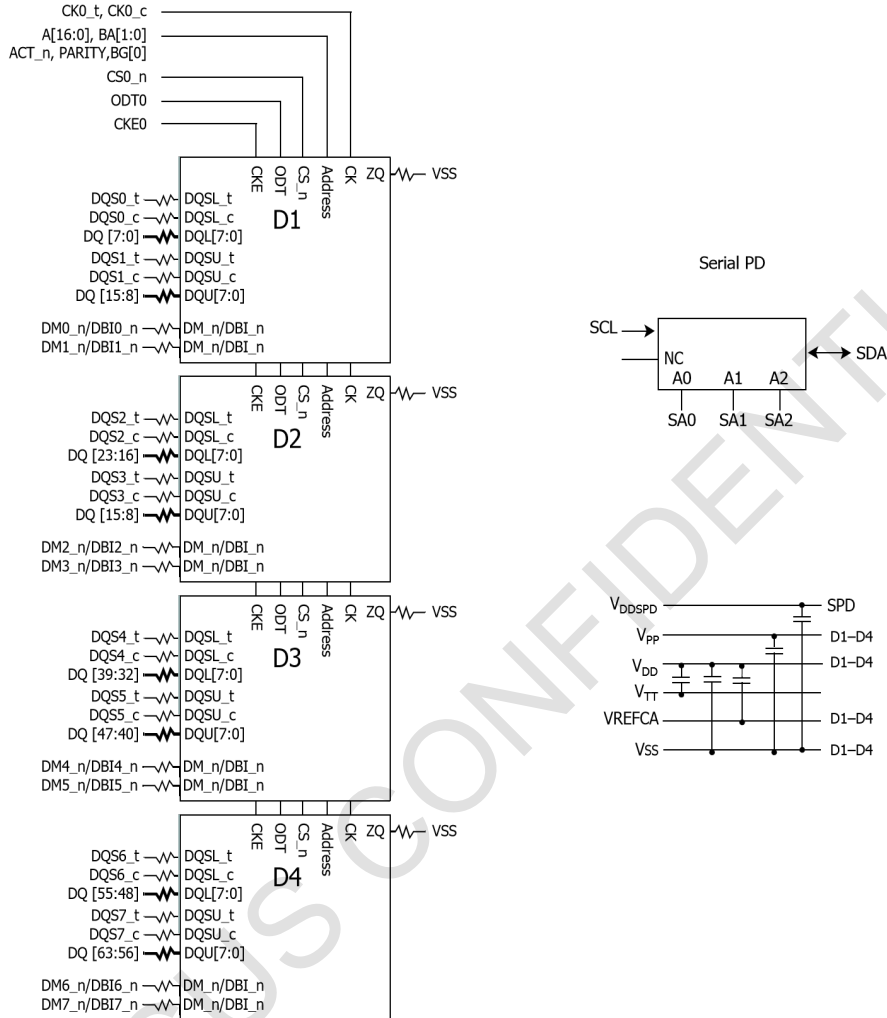 CK0_t, CK0_c
A[16:0], BA[1:0]
ACT_n, PARITY,BG[0]
CS0_n
ODT0
CKE0
CKE
ODT
CS_n
Address
CK
ZQ
VSS
D1
DQS0_t
DQSL_t
DQS0_c
DQSL_c
DQ [7:0]
DQL[7:0]
DQS1_t
DQSU_t
DQS1_c
DQSU_c
DQ [15:8]
DQU[7:0]
DM0_n/DBI0_n
DM_n/DBI_n
DM1_n/DBI1_n
DM_n/DBI_n
CKE
ODT
CS_n
Address
CK
ZQ
VSS
D2
DQS2_t
DQSL_t
DQS2_c
DQSL_c
DQ [23:16]
DQL[7:0]
DQS3_t
DQSU_t
DQS3_c
DQSU_c
DQ [15:8]
DQU[7:0]
DM2_n/DBI2_n
DM_n/DBI_n
DM3_n/DBI3_n
DM_n/DBI_n
CKE
ODT
CS_n
Address
CK
ZQ
VSS
D3
DQS4_t
DQSL_t
DQS4_c
DQSL_c
DQ [39:32]
DQL[7:0]
DQS5_t
DQSU_t
DQS5_c
DQSU_c
DQ [47:40]
DQU[7:0]
DM4_n/DBI4_n
DM_n/DBI_n
DM5_n/DBI5_n
DM_n/DBI_n
CKE
ODT
CS_n
Address
CK
ZQ
VSS
D4
DQS6_t
DQSL_t
DQS6_c
DQSL_c
DQ [55:48]
DQL[7:0]
DQS7_t
DQSU_t
DQS7_c
DQSU_c
DQ [63:56]
DQU[7:0]
DM6_n/DBI6_n
DM_n/DBI_n
DM7_n/DBI7_n
DM_n/DBI_n
Serial PD
SCL
NC
A0
A1
A2
SDA
SA0
SA1
SA2
VDDSPD
SPD
VPP
D1–D4
VDD
D1–D4
VTT
VREFCA
D1–D4
VSS
D1–D4